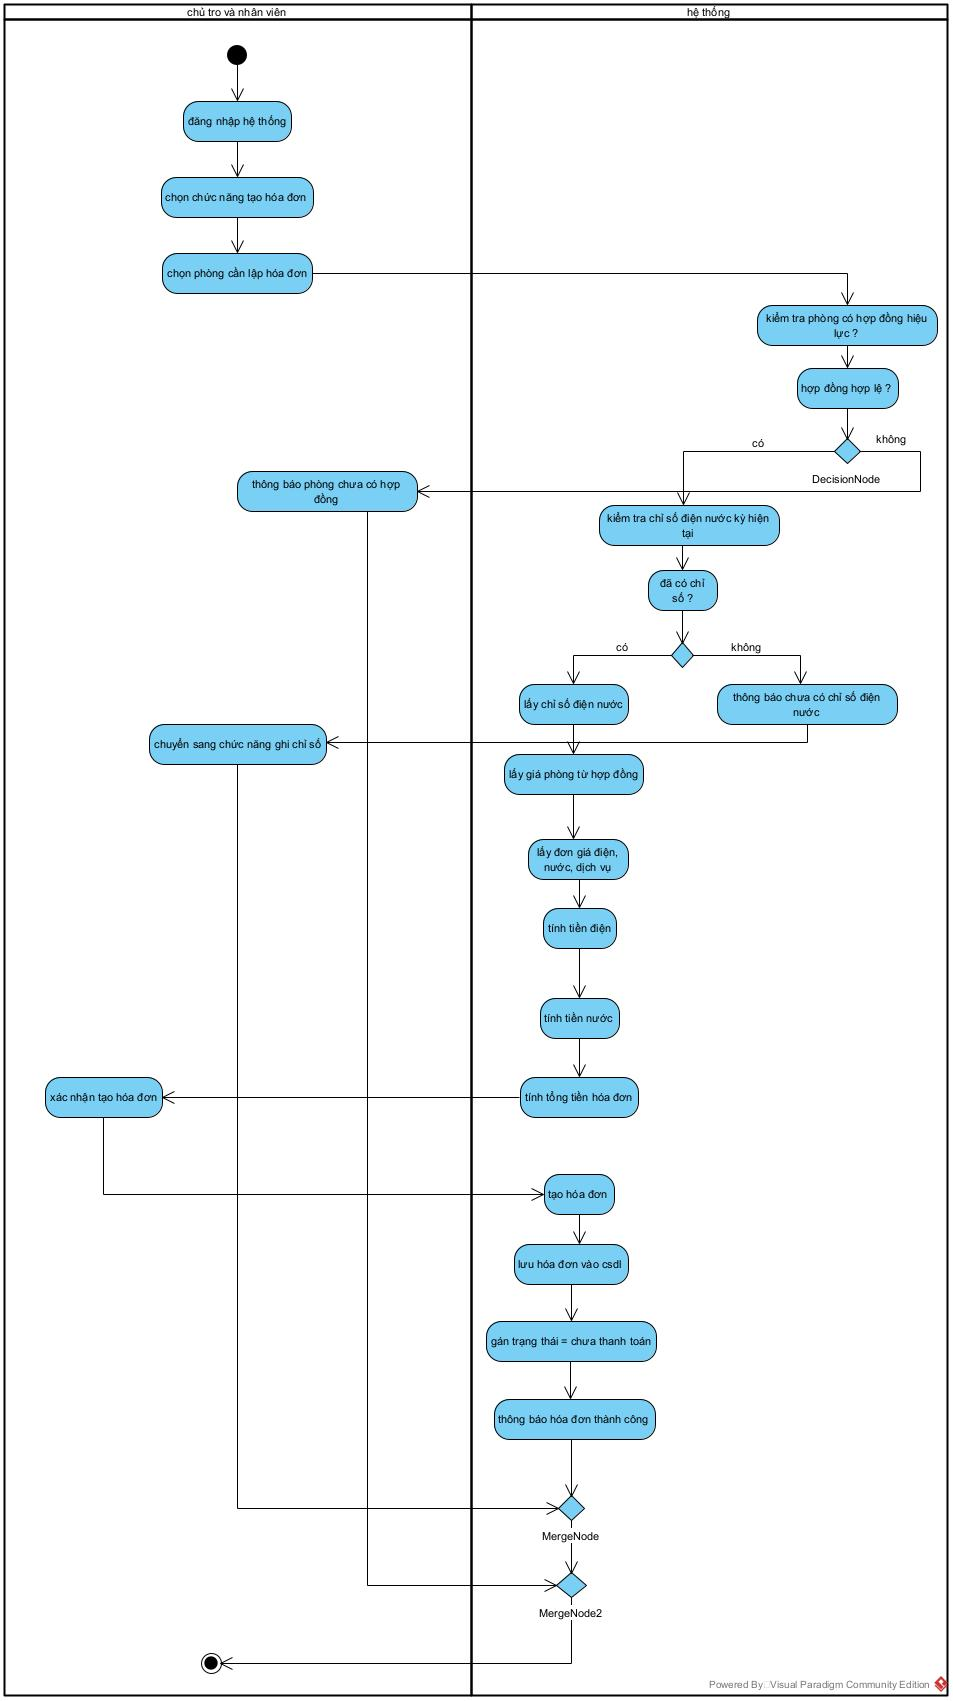 chủ tro và nhân viên
hệ thống
đăng nhập hệ thống
chọn chức năng tạo hóa đơn
chọn phòng cần lập hóa đơn
kiểm tra phòng có hợp đồng hiệu
lực ?
hợp đồng hợp lệ ?
có
không
DecisionNode
thông báo phòng chưa có hợp
đồng
kiểm tra chỉ số điện nước kỳ hiện
tại
đã có chỉ
số ?
có
không
lấy chỉ số điện nước
thông báo chưa có chỉ số điện
nước
chuyển sang chức năng ghi chỉ số
lấy giá phòng từ hợp đồng
lấy đơn giá điện,
nước, dịch vụ
tính tiền điện
tính tiền nước
xác nhận tạo hóa đơn
tính tổng tiền hóa đơn
tạo hóa đơn
lưu hóa đơn vào csdl
gán trạng thái = chưa thanh toán
thông báo hóa đơn thành công
MergeNode
MergeNode2
Powered By Visual Paradigm Community Edition